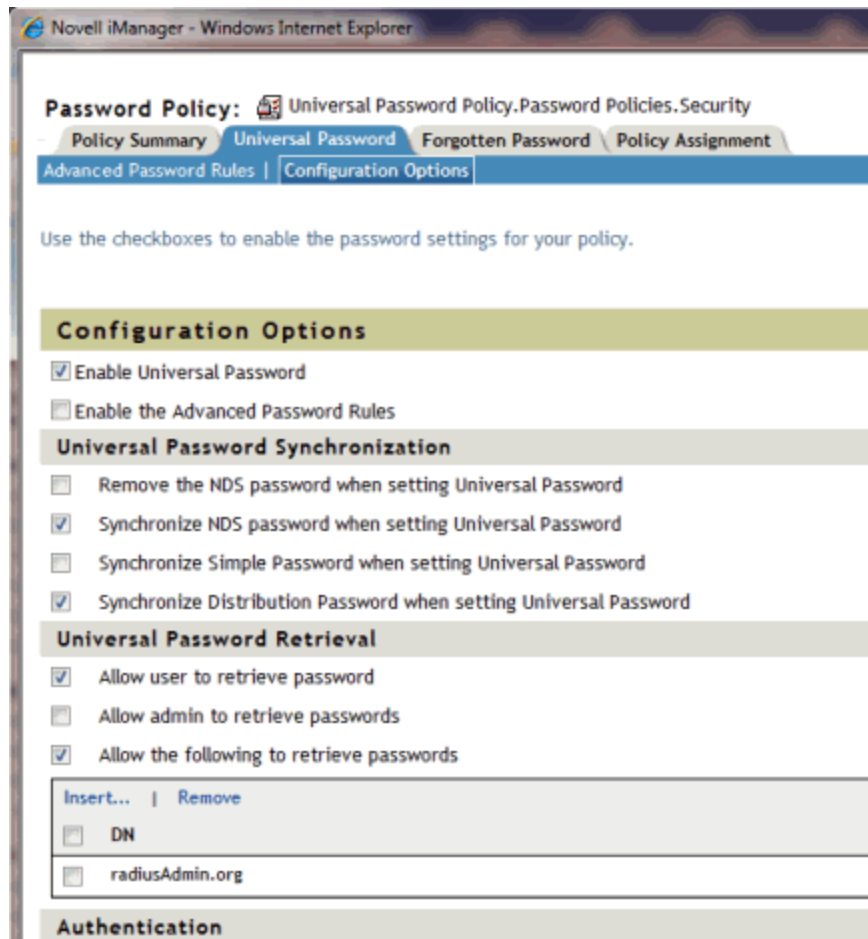 Novell iManager - Windows Internet Explorer
Password Policy: Universal Password Policy.Password Policies.Security
Policy Summary Universal Password Forgotten Password Policy Assignment
Advanced Password Rules | Configuration Options
Use the checkboxes to enable the password settings for your policy.
Configuration Options
Enable Universal Password
Enable the Advanced Password Rules
Universal Password Synchronization
Remove the NDS password when setting Universal Password
Synchronize NDS password when setting Universal Password
Synchronize Simple Password when setting Universal Password
Synchronize Distribution Password when setting Universal Password
Universal Password Retrieval
Allow user to retrieve password
Allow admin to retrieve passwords
Allow the following to retrieve passwords
Insert... | Remove
DN
radiusAdmin.org
Authentication